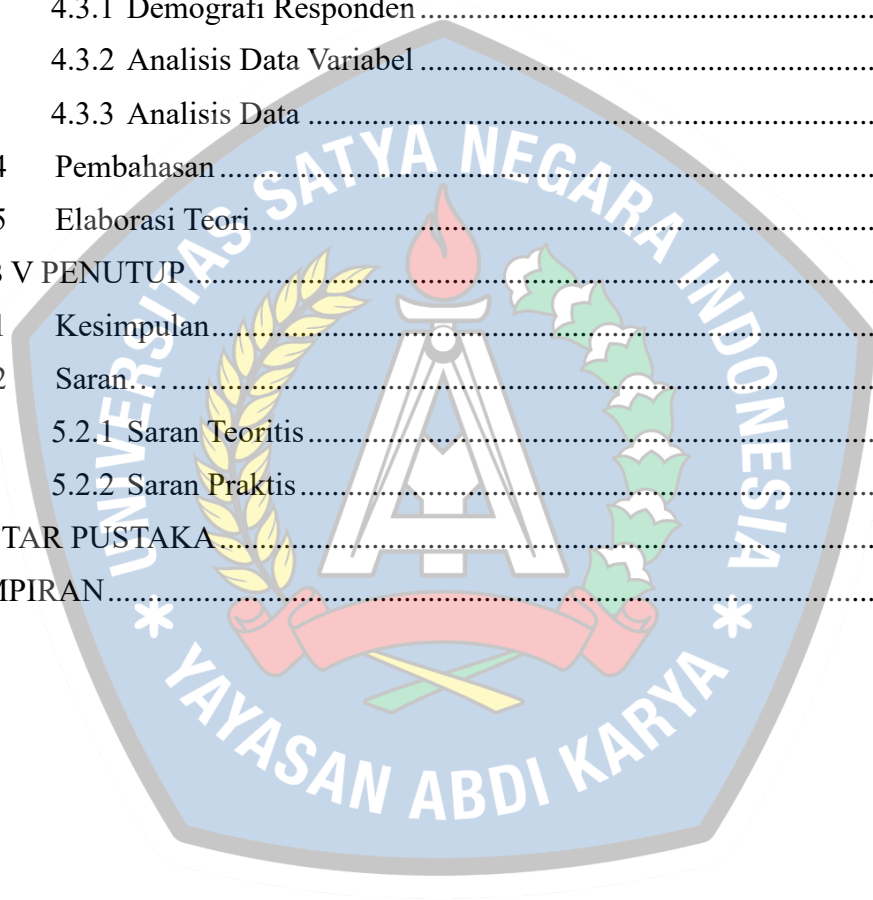 4.3.1 Demografi Responden ........................................................
4.3.2 Analisis Data Variabel ........................................................
4.3.3 Analisis Data ........................................................
4 Pembahasan ........................................................
5 Elaborasi Teori ........................................................
V PENUTUP ........................................................
1 Kesimpulan ........................................................
2 Saran.... ........................................................
5.2.1 Saran Teoritis ........................................................
5.2.2 Saran Praktis ........................................................
TAR PUSTAKA ........................................................
MPIRAN ........................................................
UNIVERSITAS SATYA NEGARA INDONESIA
* YAYASAN ABDI KARYA *